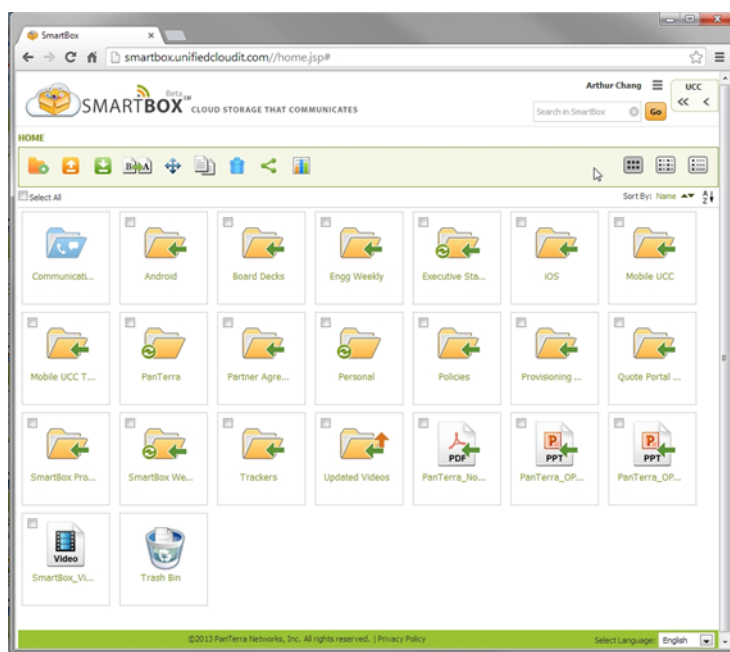 SmartBox
smartbox.unifiedcloudit.com//home.jsp#
Arthur Chang
UCC
Beta
SMARTBOX SM CLOUD STORAGE THAT COMMUNICATES
Search in SmartBox
Go
<< <
HOME
B A
Select All
Sort By: Name
A
Z
Communicati...
Android
Board Decks
Engg Weekly
Executive Sta...
iOS
Mobile UCC
Mobile UCC T...
PanTerra
Partner Agre...
Personal
Policies
Provisioning ...
Quote Portal ...
SmartBox Pro...
SmartBox We...
Trackers
Updated Videos
PDF
PanTerra_No...
P
PPT
PanTerra_OP...
P
PPT
PanTerra_OP...
Video
SmartBox_Vi...
Trash Bin
©2013 PanTerra Networks, Inc. All rights reserved. | Privacy Policy
Select Language: English